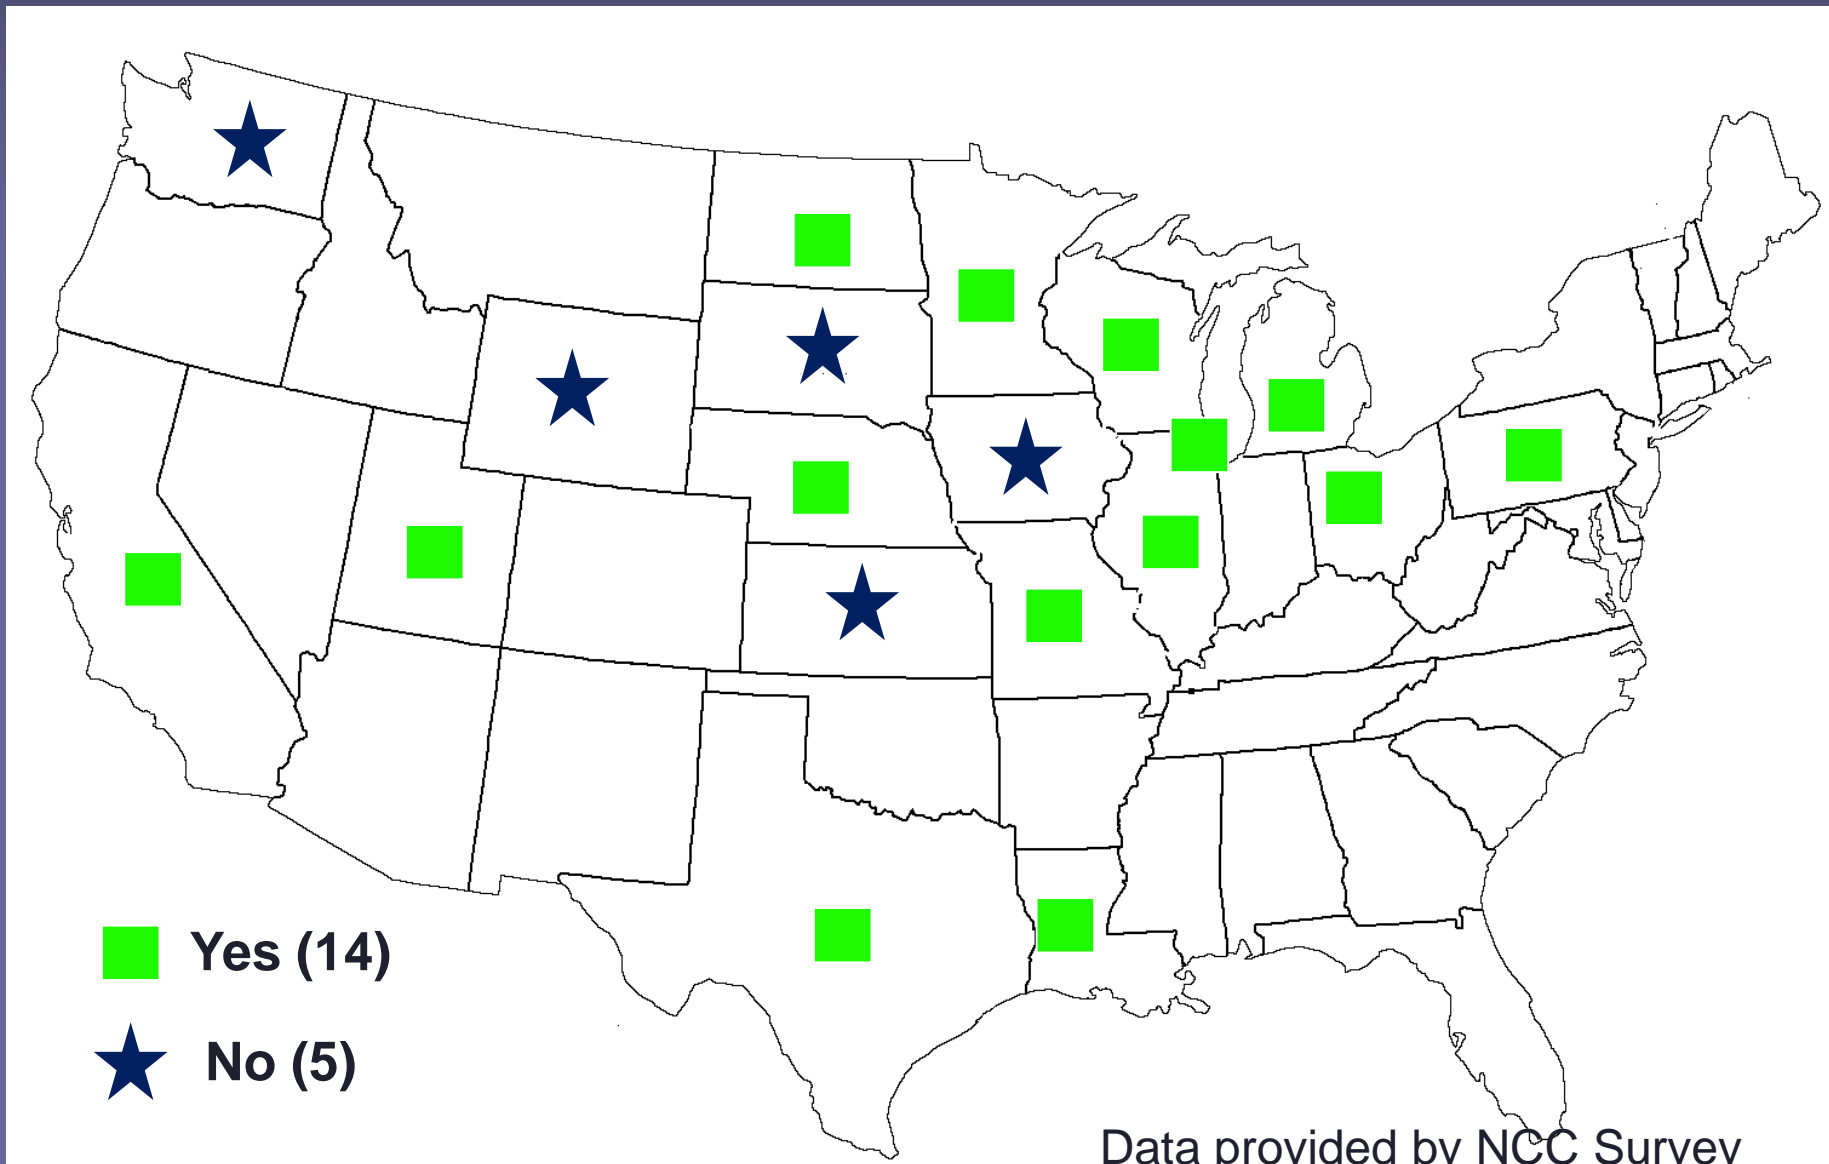 Yes (14)
No (5)
Data provided by NCC Survey